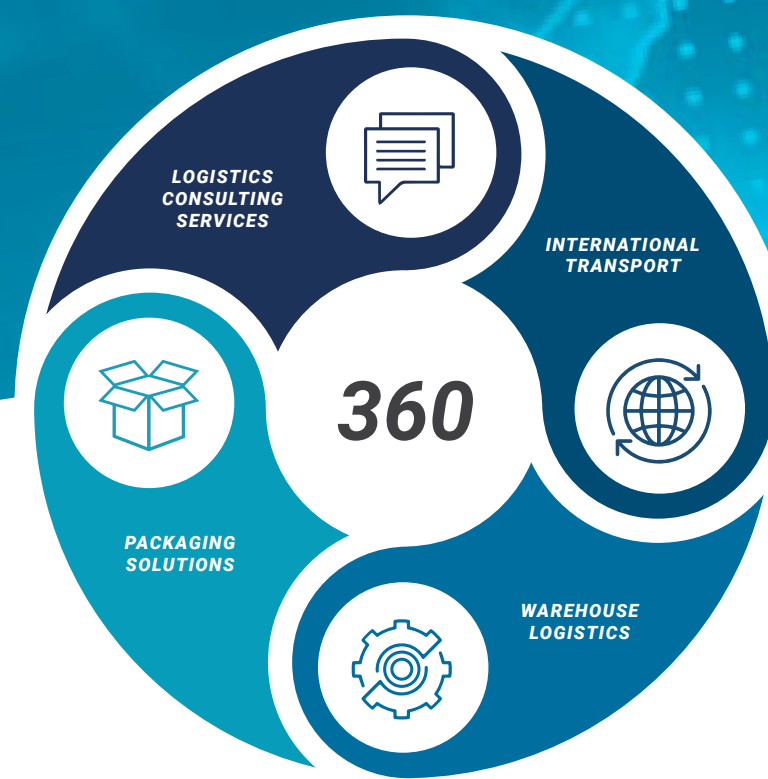 LOGISTICS
CONSULTING
SERVICES
INTERNATIONAL
TRANSPORT
360
PACKAGING
SOLUTIONS
WAREHOUSE
LOGISTICS